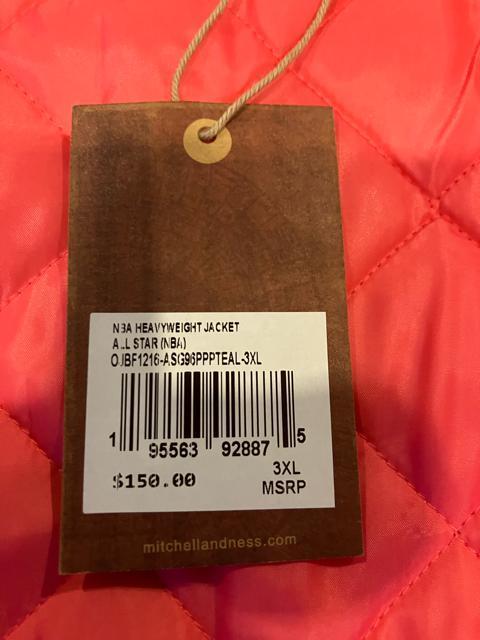 NBA HEAVYWEIGHT JACKET
ALL STAR (NBA)
OJBF1216-ASG96PPPTEAL-3XL
1 95563 92887 5
$150.00 3XL
MSRP
mitchellandness.com